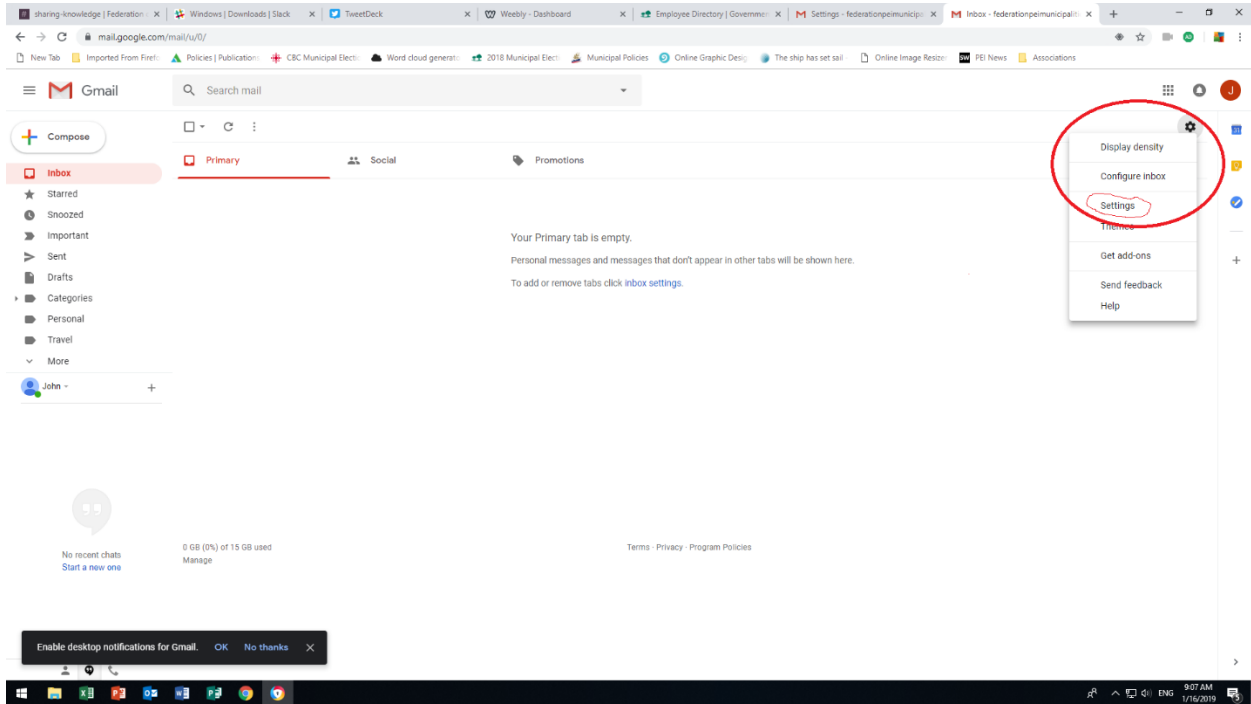 sharing-knowledge | Federation
Windows | Downloads | Slack
TweetDeck
Weebly - Dashboard
Employee Directory | Governmen
Settings - federationpeimunicipa
Inbox - federationpeimunicipaliti
mail.google.com/mail/u/0/
New Tab
Imported From Firefo
Policies | Publication
CBC Municipal Electi
Word cloud generato
2018 Municipal Electi
Municipal Policies
Online Graphic Desig
The ship has set sail
Online Image Resizer
SW PEI News
Associations
Gmail
Search mail
J
Compose
Primary
Social
Promotions
Inbox
Starred
Snoozed
Important
Sent
Drafts
Categories
Personal
Travel
More
John
Your Primary tab is empty.
Personal messages and messages that don't appear in other tabs will be shown here.
To add or remove tabs click inbox settings.
Display density
Configure inbox
Settings
Themes
Get add-ons
Send feedback
Help
No recent chats
Start a new one
0 GB (0%) of 15 GB used
Manage
Terms - Privacy - Program Policies
Enable desktop notifications for Gmail. OK No thanks
ENG
9:07 AM
1/16/2019